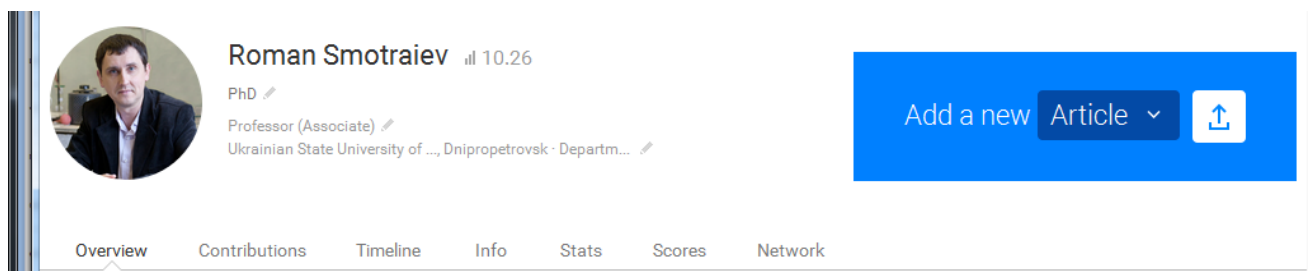 Roman Smotraiev 10.26
PhD
Professor (Associate)
Ukrainian State University of ..., Dnipropetrovsk · Departm...
Add a new Article
Overview Contributions Timeline Info Stats Scores Network